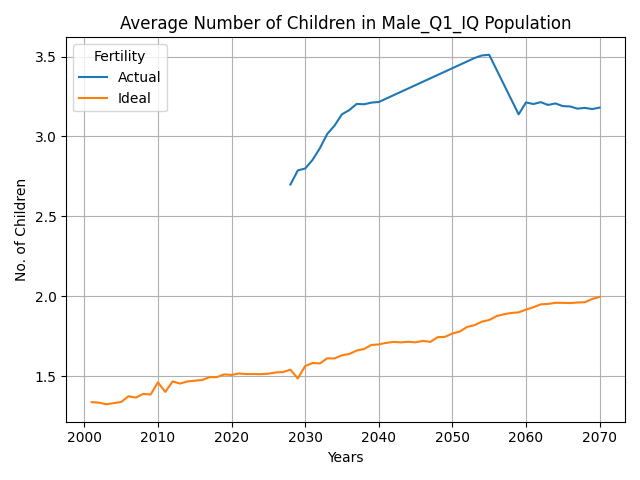 Average Number of Children in Male_Q1_IQ Population
Fertility
Actual
Ideal
No. of Children
3.5
3.0
2.5
2.0
1.5
2000 2010 2020 2030 2040 2050 2060 2070
Years